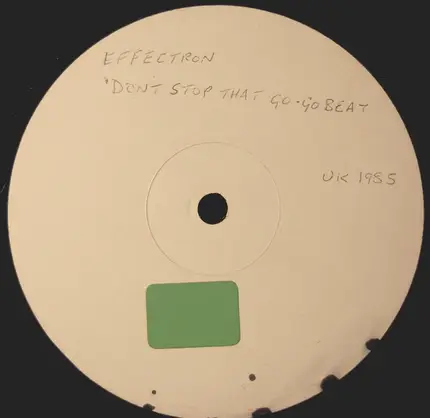 EFFECTRON
'DON'T STOP THAT GO-GO BEAT
UK 1985